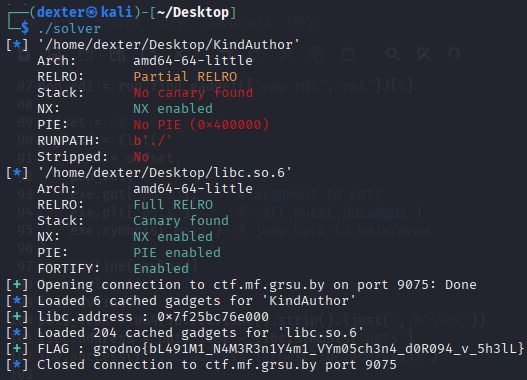 ┌──(dexter㉿kali)-[~/Desktop]
└─$ ./solver
[*] '/home/dexter/Desktop/KindAuthor'
Arch: amd64-64-little
RELRO: Partial RELRO
Stack: No canary found
NX: NX enabled
PIE: No PIE (0x400000)
RUNPATH: b'./'
Stripped: No
[*] '/home/dexter/Desktop/libc.so.6'
Arch: amd64-64-little
RELRO: Full RELRO
Stack: Canary found
NX: NX enabled
PIE: PIE enabled
FORTIFY: Enabled
[+] Opening connection to ctf.mf.grsu.by on port 9075: Done
[*] Loaded 6 cached gadgets for 'KindAuthor'
[+] libc.address : 0x7f25bc76e000
[*] Loaded 204 cached gadgets for 'libc.so.6'
[+] FLAG : grodno{bL491M1_N4M3R3n1Y4m1_VYm05ch3n4_d0R094_v_5h3lL}
[*] Closed connection to ctf.mf.grsu.by port 9075